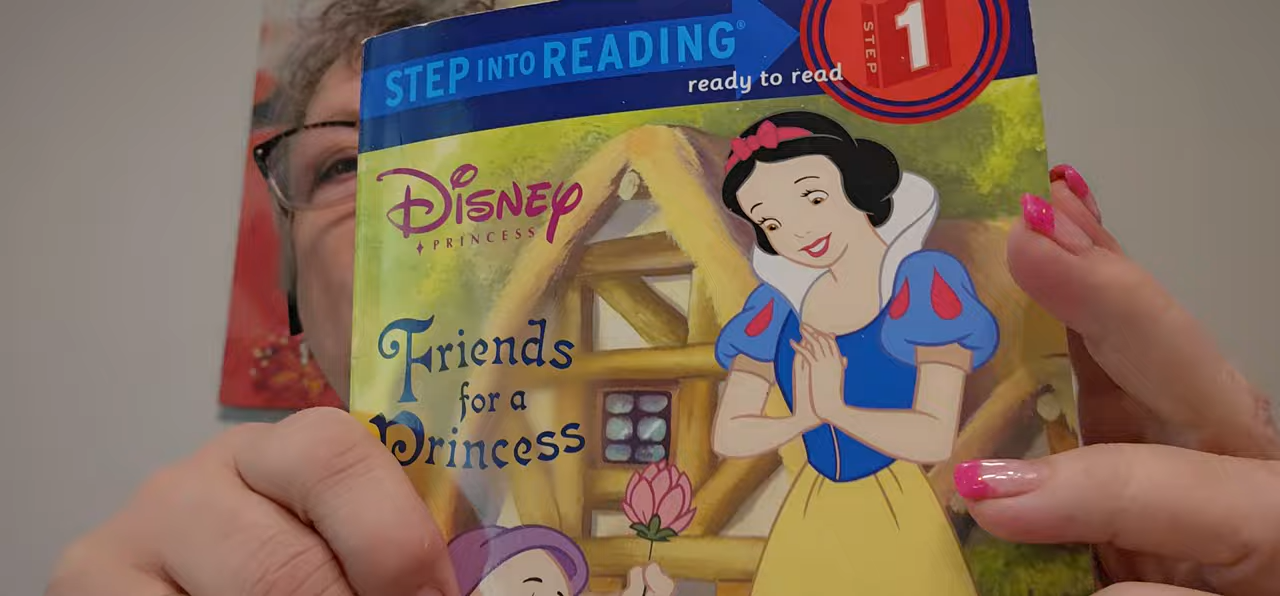 STEP INTO READING®
STEP 1
ready to read
DISNEY
PRINCESS
Friends
for a
Princess